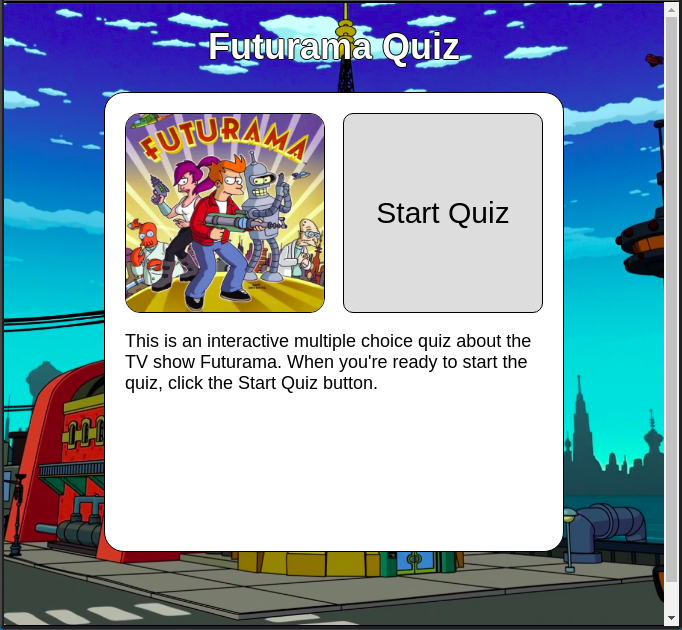 Futurama Quiz
FUTURAMA
Start Quiz
This is an interactive multiple choice quiz about the
TV show Futurama. When you're ready to start the
quiz, click the Start Quiz button.